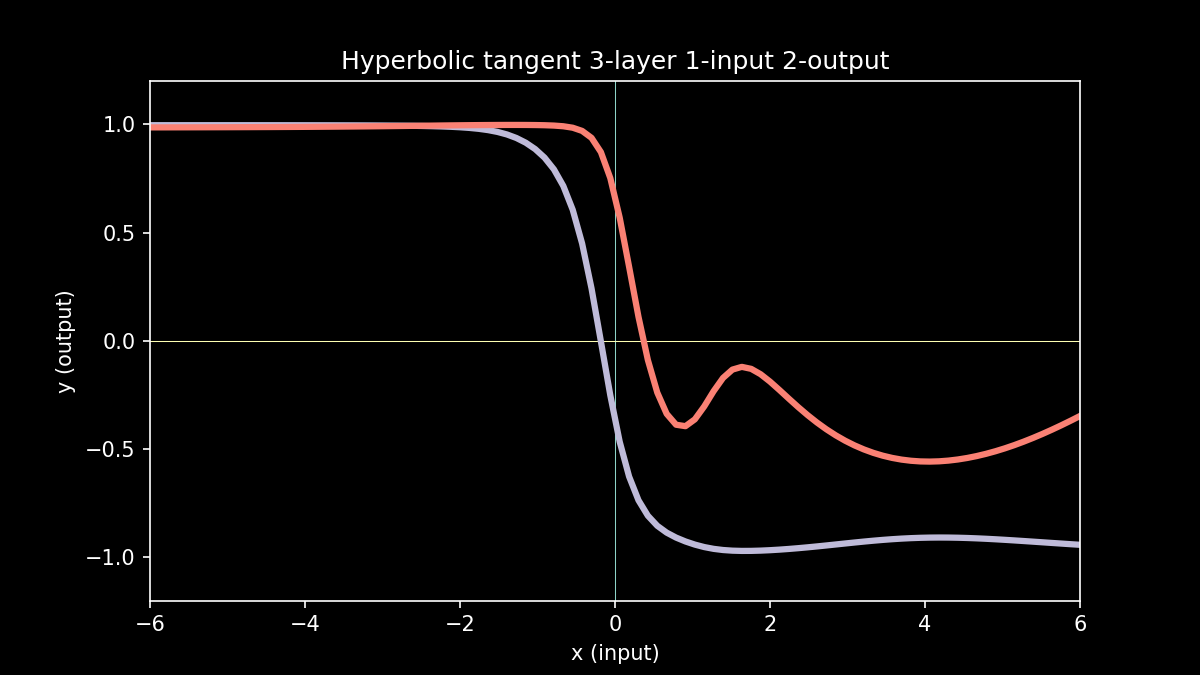 Hyperbolic tangent 3-layer 1-input 2-output
1.0
0.5
0.0
−0.5
−1.0
y (output)
−6 −4 −2 0 2 4 6
x (input)